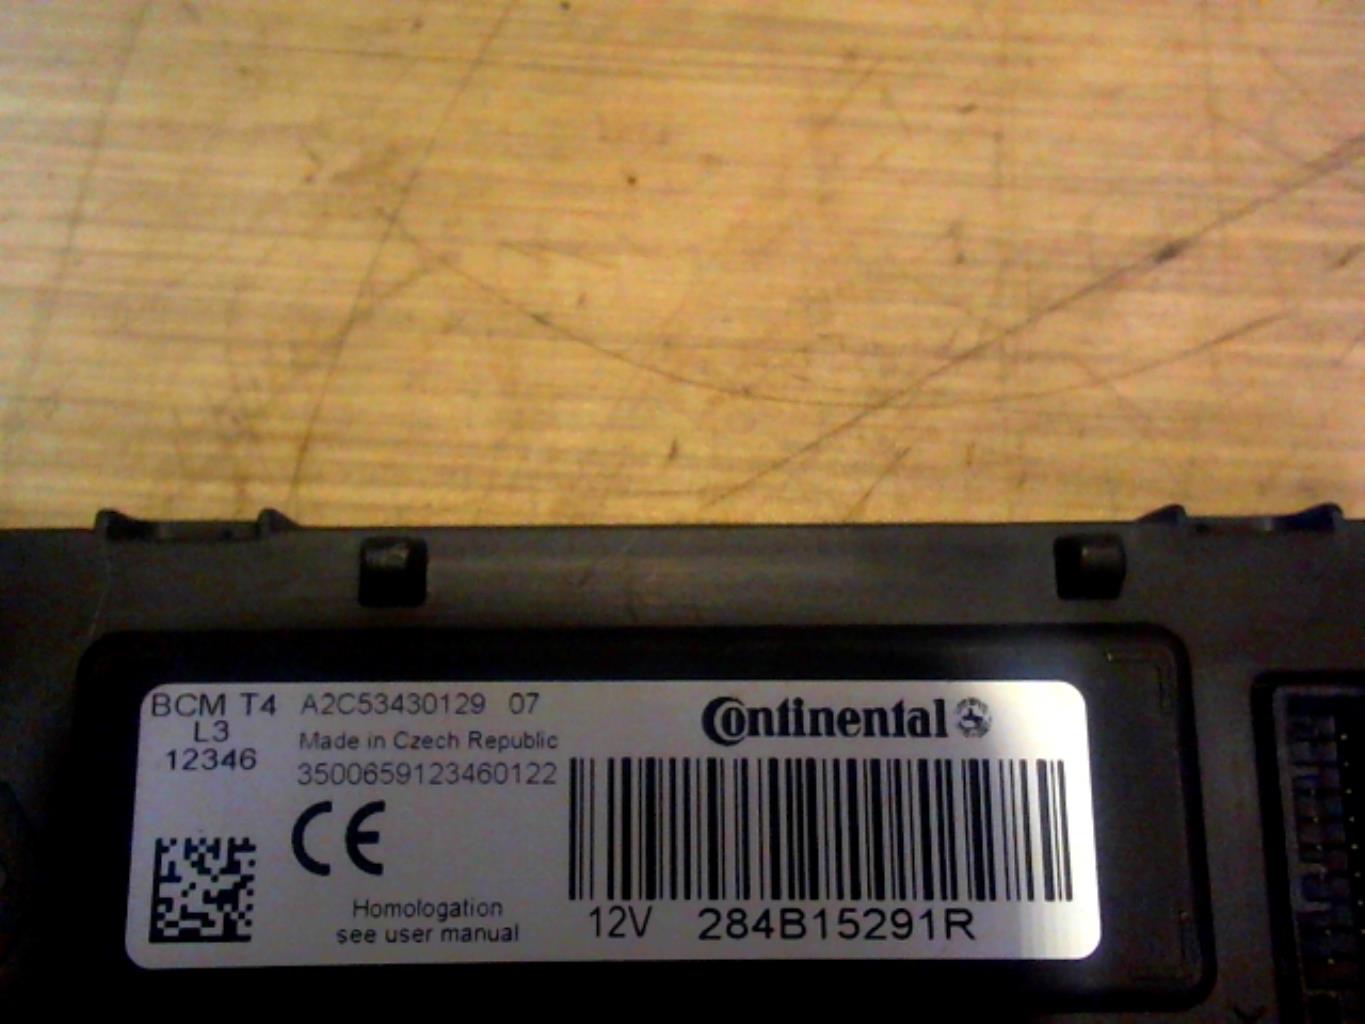 BCM T4 A2C53430129 07
L3
12346
Made in Czech Republic
3500659123460122
Continental
CE
Homologation
see user manual
12V 284B15291R